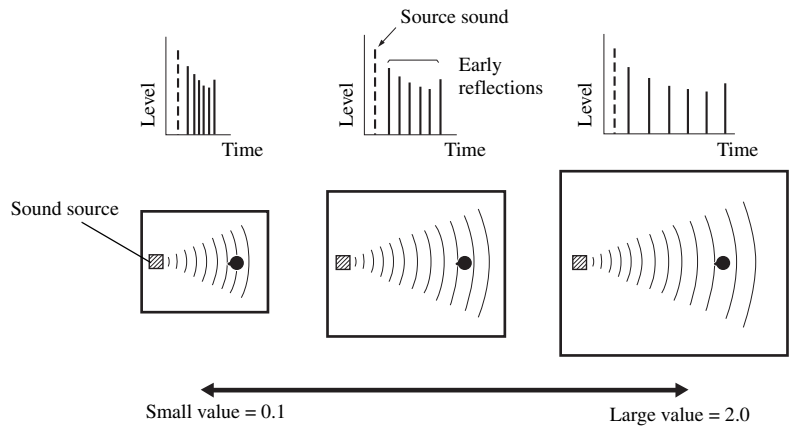 Source sound
Early
reflections
Level
Time
Level
Time
Level
Time
Sound source
Small value = 0.1
Large value = 2.0